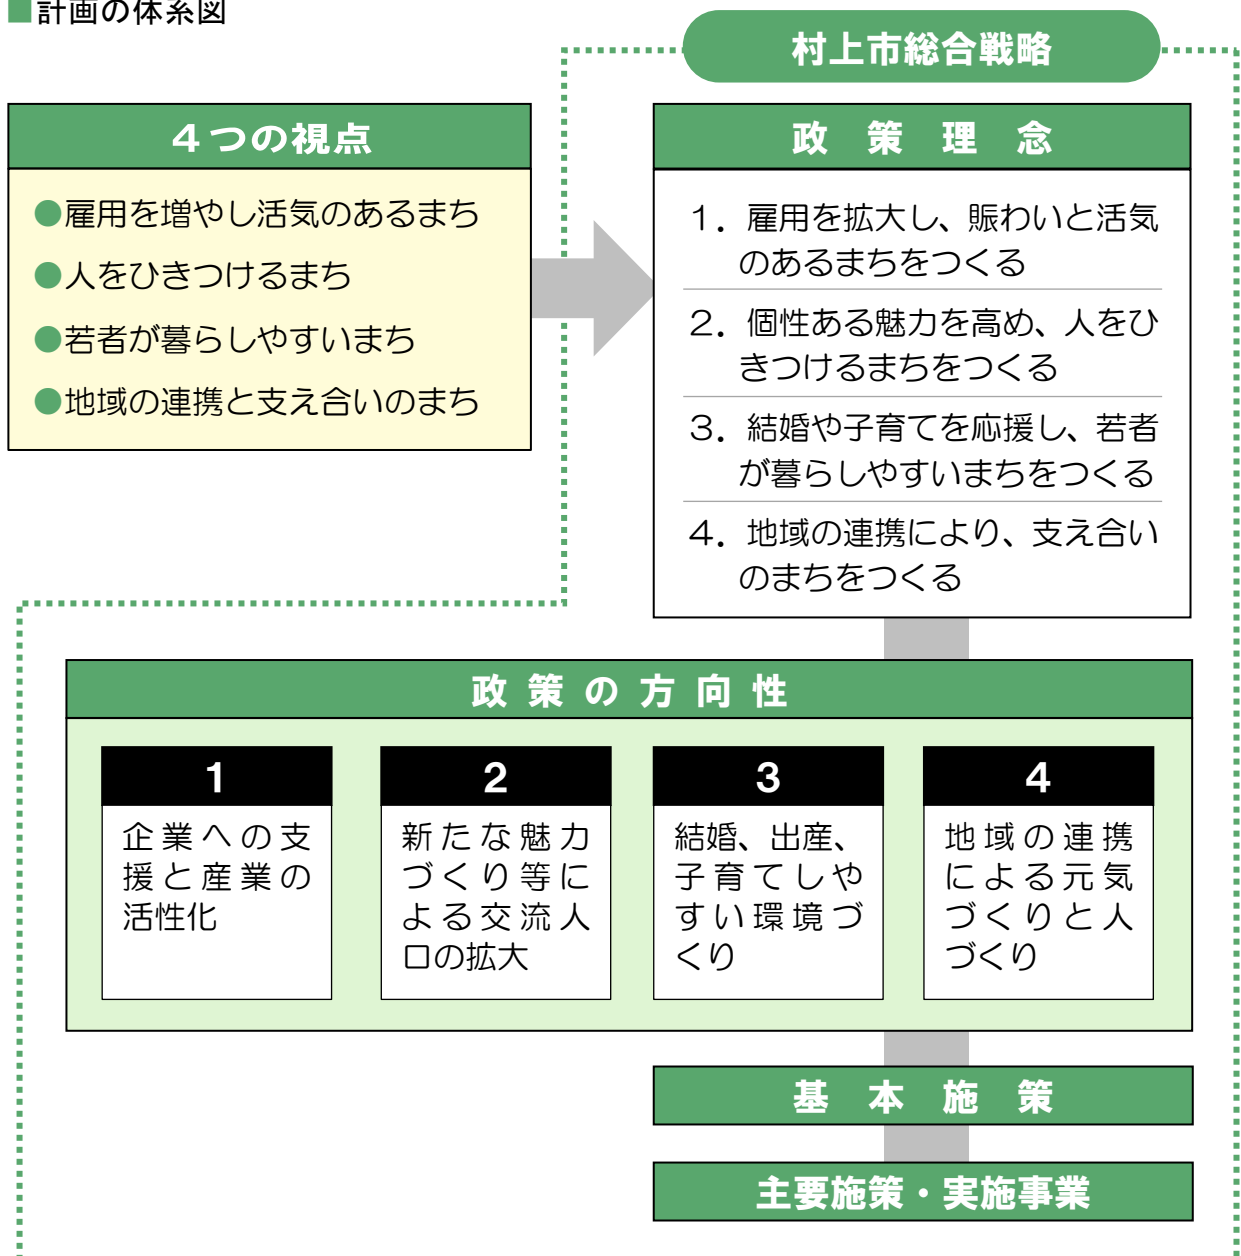 ■計画の体系図
村上市総合戦略
４つの視点
●雇用を増やし活気のあるまち
●人をひきつけるまち
●若者が暮らしやすいまち
●地域の連携と支え合いのまち
政策理念
１．雇用を拡大し、賑わいと活気
のあるまちをつくる
２．個性ある魅力を高め、人をひ
きつけるまちをつくる
３．結婚や子育てを応援し、若者
が暮らしやすいまちをつくる
４．地域の連携により、支え合い
のまちをつくる
政策の方向性
1
企業への支
援と産業の
活性化
2
新たな魅力
づくり等に
よる交流人
口の拡大
3
結婚、出産、
子育てしや
すい環境づ
くり
4
地域の連携
による元気
づくりと人
づくり
基本施策
主要施策・実施事業